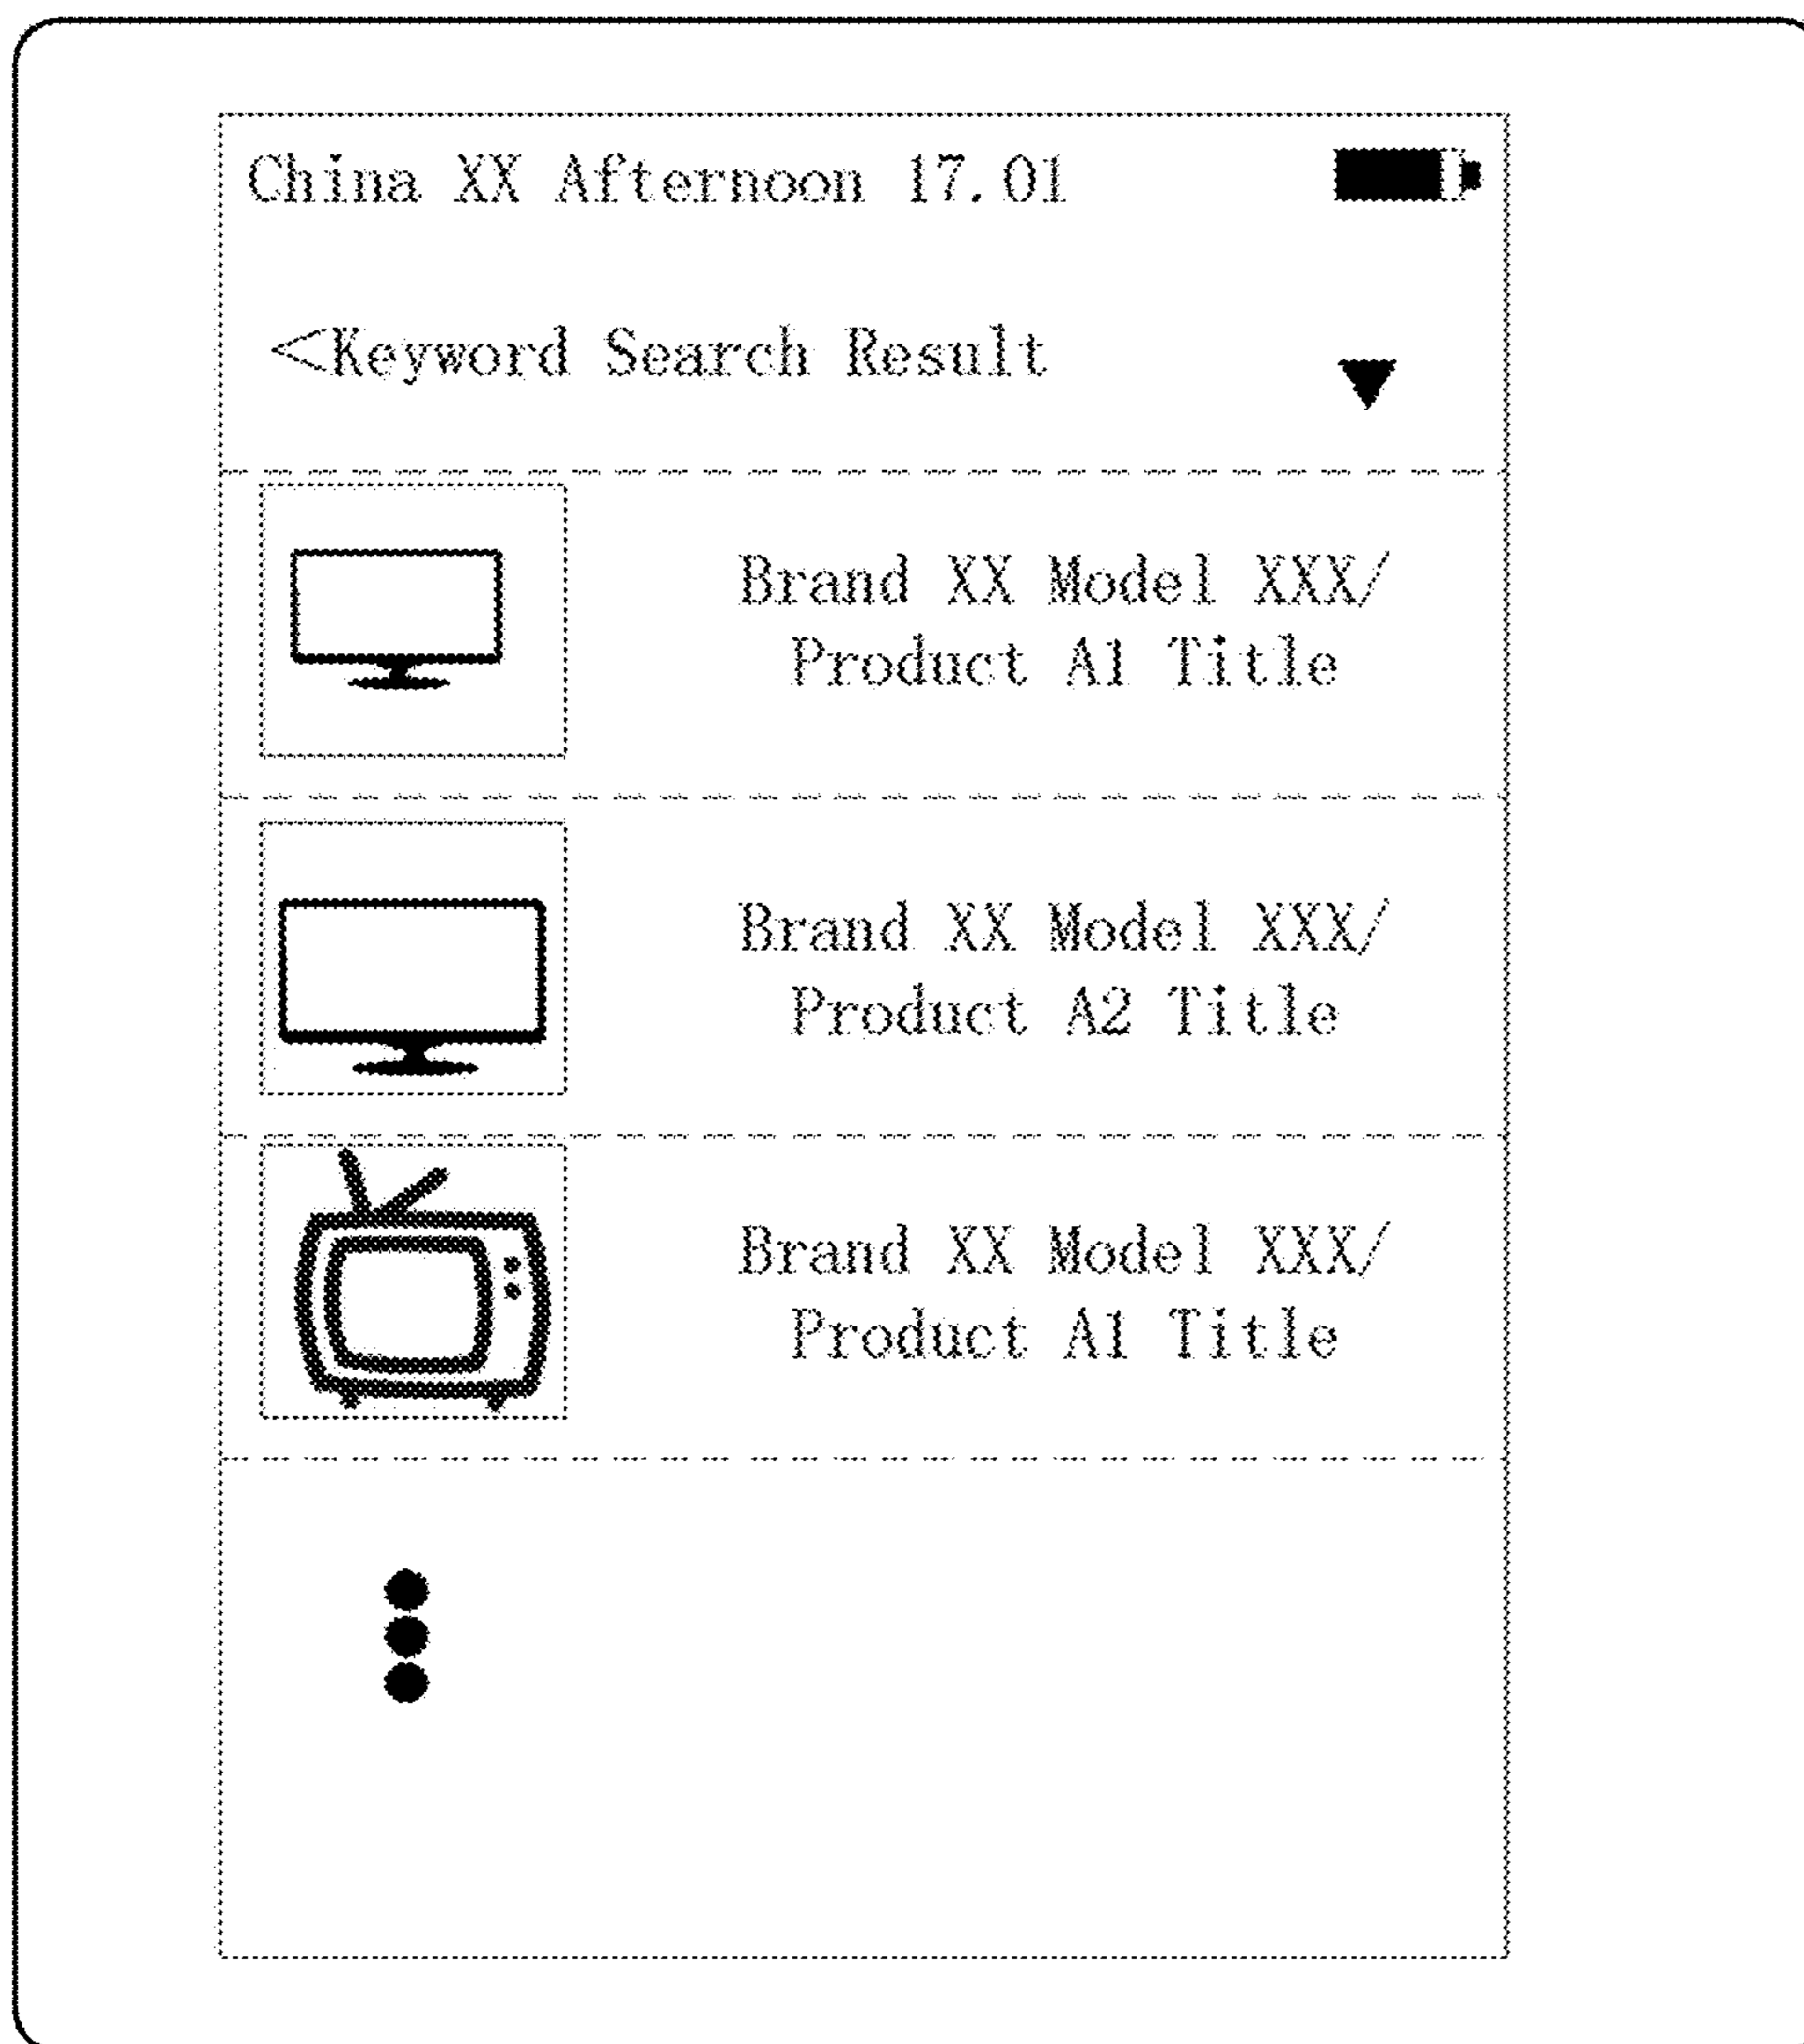 China XX Afternoon 17.01
<Keyword Search Result
Brand XX Model XXX/
Product A1 Title
Brand XX Model XXX/
Product A2 Title
Brand XX Model XXX/
Product A1 Title